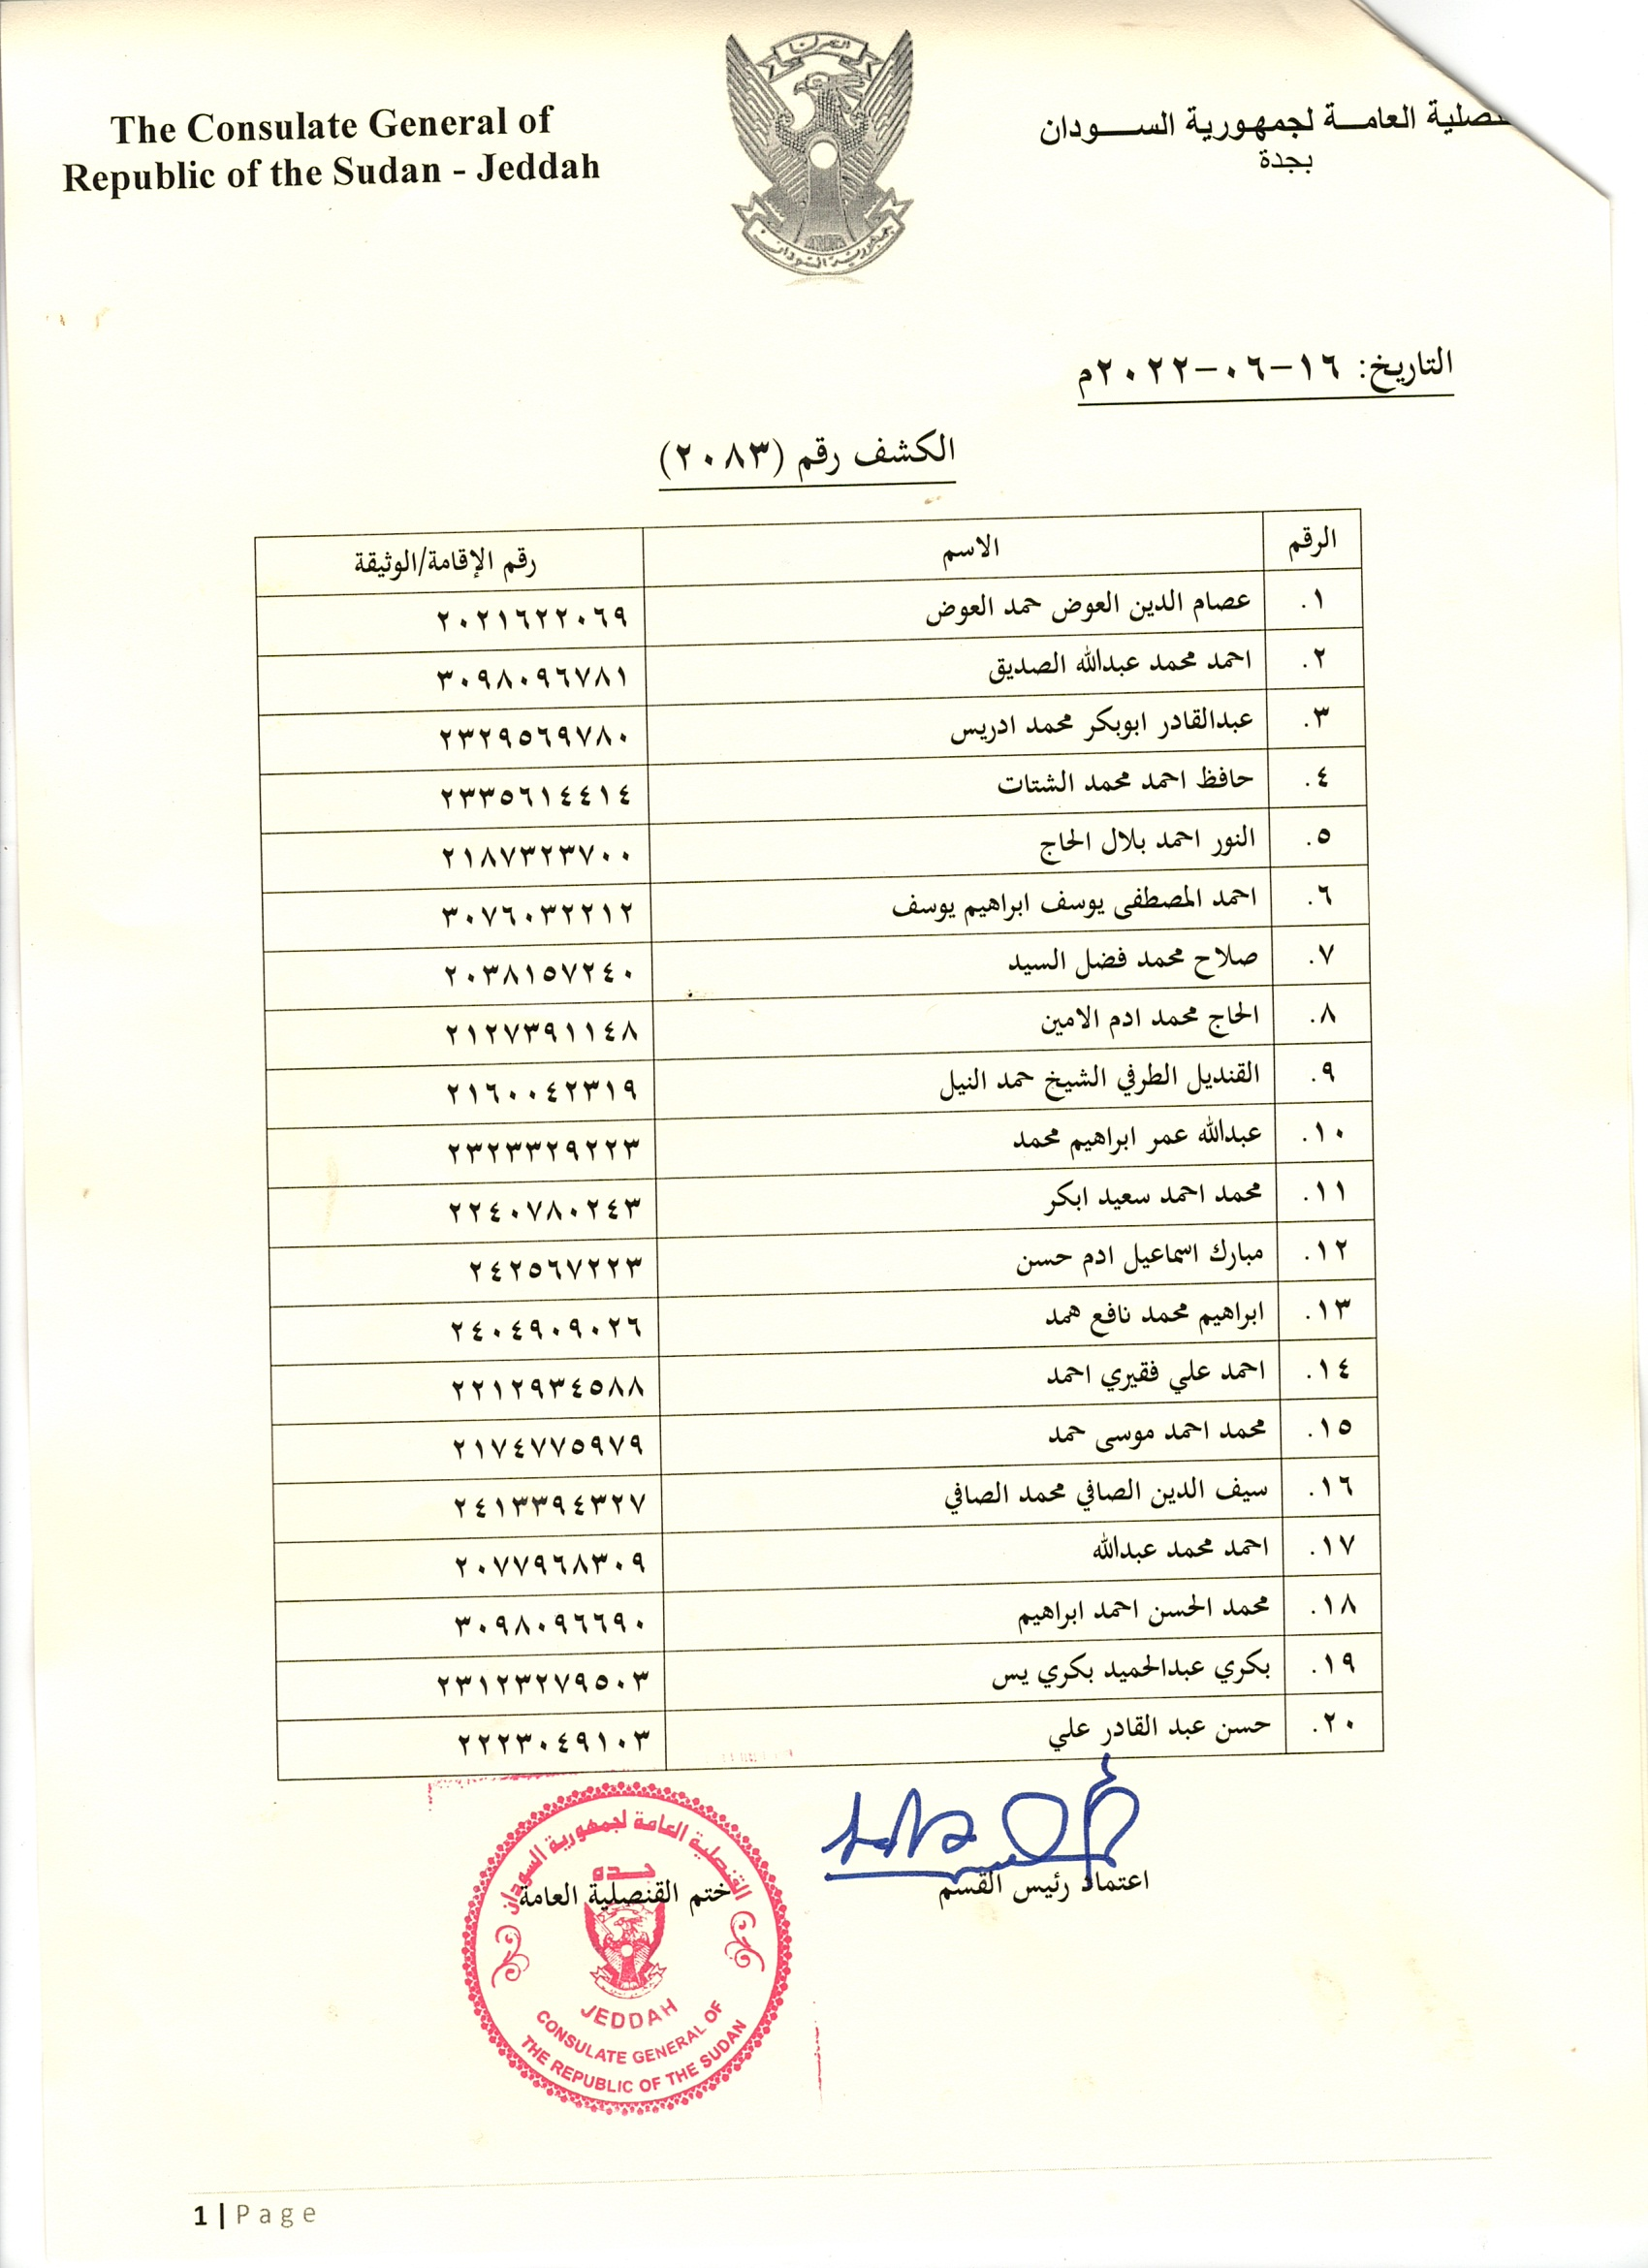 The Consulate General of
Republic of the Sudan - Jeddah
العامـــة لجمهورية الســـــودان
بجدة
التاريخ: ١٦-٠٦-٢٠٢٢م
الكشف رقم (٢٠٨٣)
الرقم الاسم رقم الإقامة/الوثيقة
١. عصام الدين العوض حمد العوض ٢٠٢١٦٢٢٠٦٩
٢. احمد محمد عبدالله الصديق ٣٠٩٨٠٩٦٧٨١
٣. عبدالقادر ابوبكر محمد ادريس ٢٣٢٩٥٦٩٧٨٠
٤. حافظ احمد محمد الشتات ٢٣٣٥٦١٤٤١٤
٥. النور احمد بلال الحاج ٢١٨٧٣٢٣٧٠٠
٦. احمد المصطفى يوسف ابراهيم يوسف ٣٠٧٦٠٣٢٢١٢
٧. صلاح محمد فضل السيد ٢٠٣٨١٥٧٢٤٠
٨. الحاج محمد ادم الامين ٢١٢٧٣٩١١٤٨
٩. القنديل الطرفي الشيخ حمد النيل ٢١٦٠٠٤٢٣١٩
١٠. عبدالله عمر ابراهيم محمد ٢٣٢٣٣٢٩٢٢٣
١١. محمد احمد سعيد ابكر ٢٢٤٠٧٨٠٢٤٣
١٢. مبارك اسماعيل ادم حسن ٢٤٢٥٦٧٢٢٣
١٣. ابراهيم محمد نافع همد ٢٤٠٤٩٠٩٠٢٦
١٤. احمد علي فقيري احمد ٢٢١٢٩٣٤٥٨٨
١٥. محمد احمد موسى حمد ٢١٧٤٧٧٥٩٧٩
١٦. سيف الدين الصافي محمد الصافي ٢٤١٣٣٩٤٣٢٧
١٧. احمد محمد عبدالله ٢٠٧٧٩٦٨٣٠٩
١٨. محمد الحسن احمد ابراهيم ٣٠٩٨٠٩٦٦٩٠
١٩. بكري عبدالحميد بكري يس ٢٣١٢٣٢٧٩٥٠٣
٢٠. حسن عبد القادر علي ٢٢٢٣٠٤٩١٠٣
اعتماد رئيس القسم ختم القنصلية العامة
القنصلية العامة لجمهورية السودان
جـــده
JEDDAH
CONSULATE GENERAL OF
THE REPUBLIC OF THE SUDAN
1 | Page